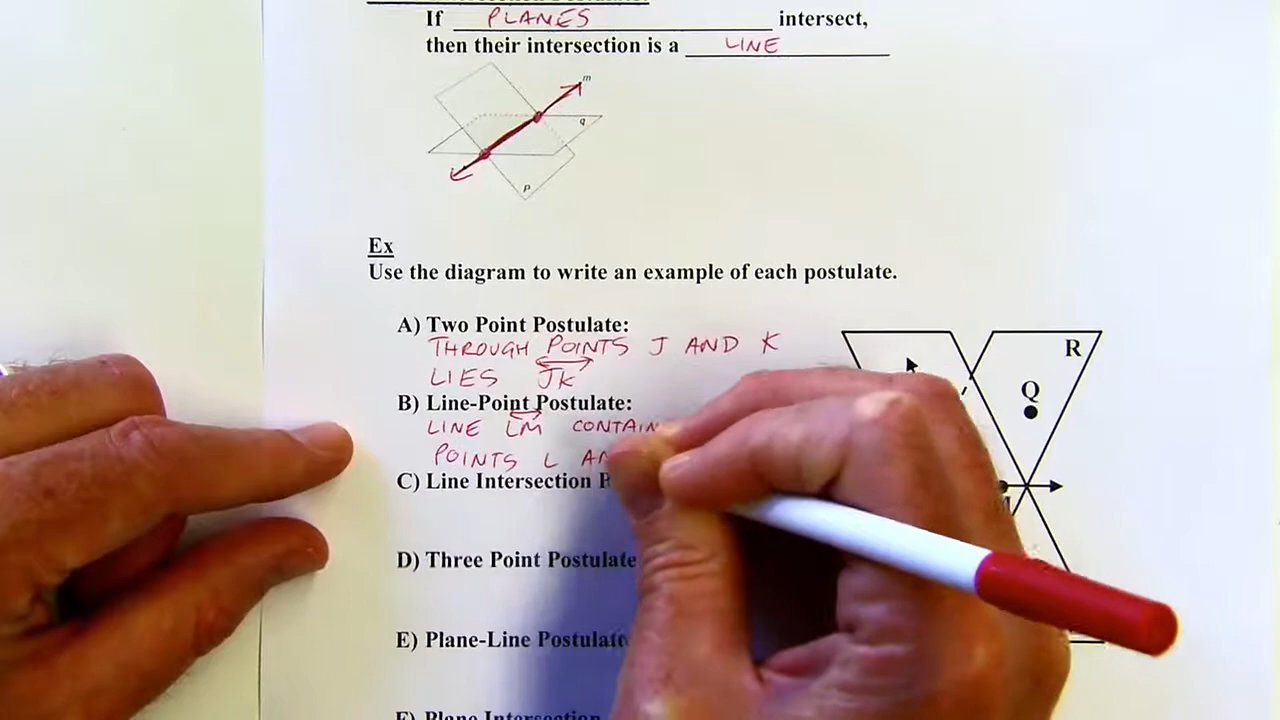 If PLANES intersect,
then their intersection is a LINE
m
q
P
Ex
Use the diagram to write an example of each postulate.
A) Two Point Postulate:
THROUGH POINTS J AND K
LIES JK
B) Line-Point Postulate:
LINE LM CONTAIN
POINTS L AN
C) Line Intersection P
D) Three Point Postulate
E) Plane-Line Postulate
F) Plane Intersection
R
Q